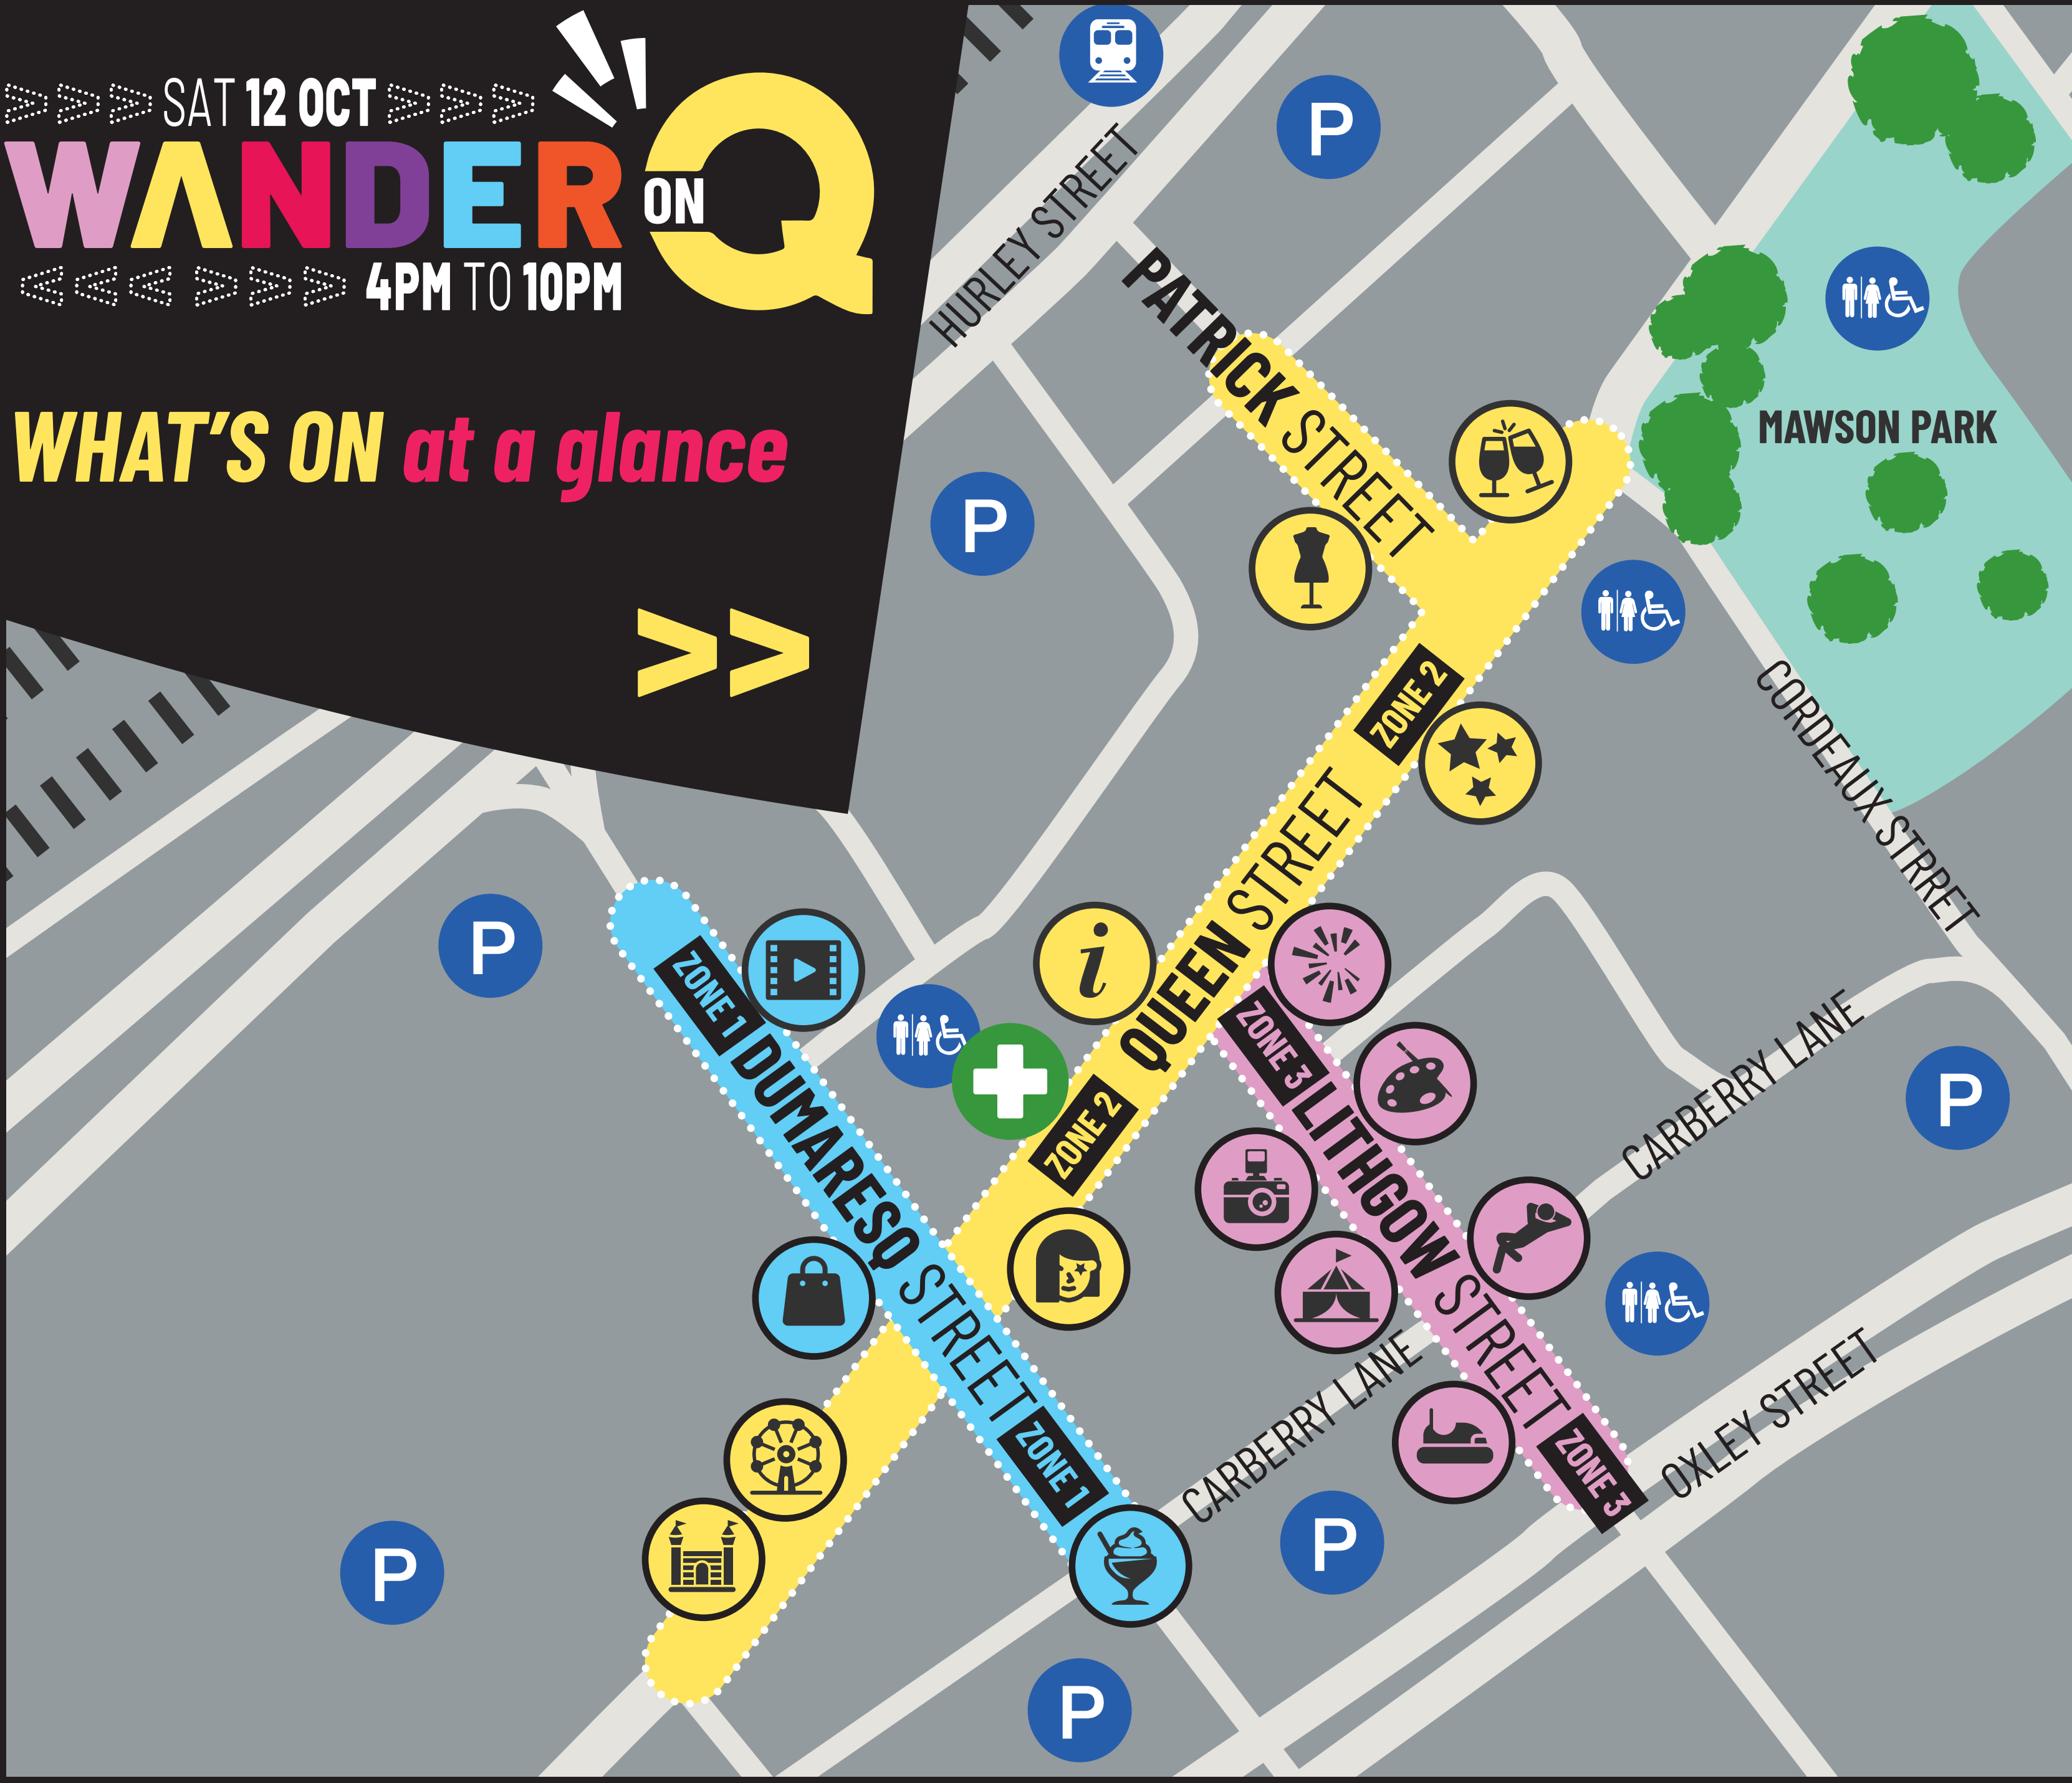 >>> SAT 12 OCT >>>
WANDER ON Q
<<< >>> 4PM TO 10PM
WHAT'S ON at a glance
>>
HURLEY STREET
P
PATRICK STREET
MAWSON PARK
P
ZONE 2
CORDEAUX STRRET
QUEEN STREET
P
i
ZONE 1
ZONE 3
DUMARESQ STREET
ZONE 2
LITHGOW STREET
CARBERRY LANE
P
CARBERRY LANE
OXLEY STREET
ZONE 1
ZONE 3
P
P
P